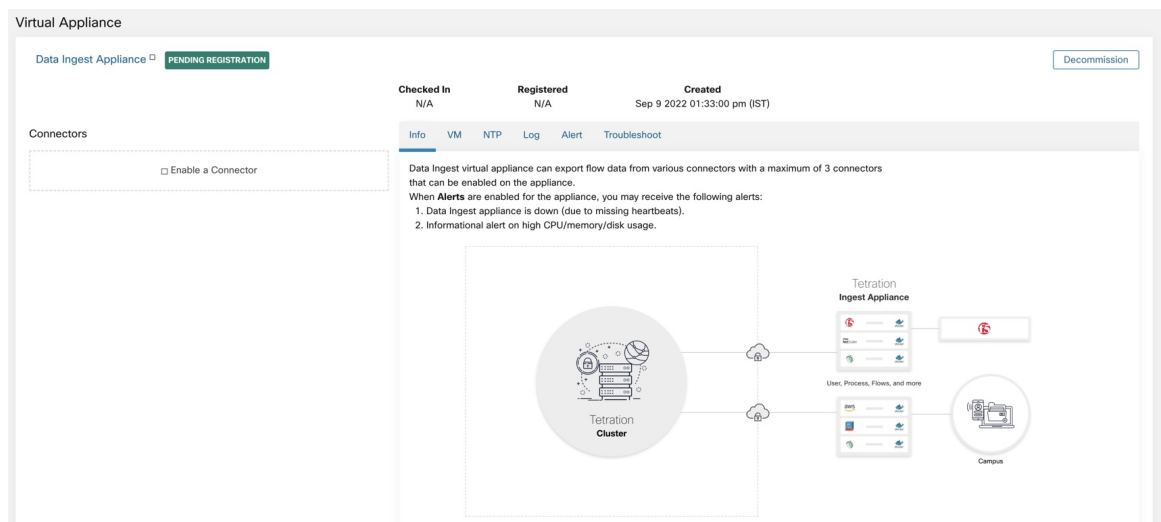 Virtual Appliance
Data Ingest Appliance PENDING REGISTRATION
Decommission
Checked In Registered Created
N/A N/A Sep 9 2022 01:33:00 pm (IST)
Connectors
Enable a Connector
Info VM NTP Log Alert Troubleshoot
Data Ingest virtual appliance can export flow data from various connectors with a maximum of 3 connectors
that can be enabled on the appliance.
When Alerts are enabled for the appliance, you may receive the following alerts:
1. Data Ingest appliance is down (due to missing heartbeats).
2. Informational alert on high CPU/memory/disk usage.
Tetration
Ingest Appliance
User, Process, Flows, and more
Tetration
Cluster
aws
Campus